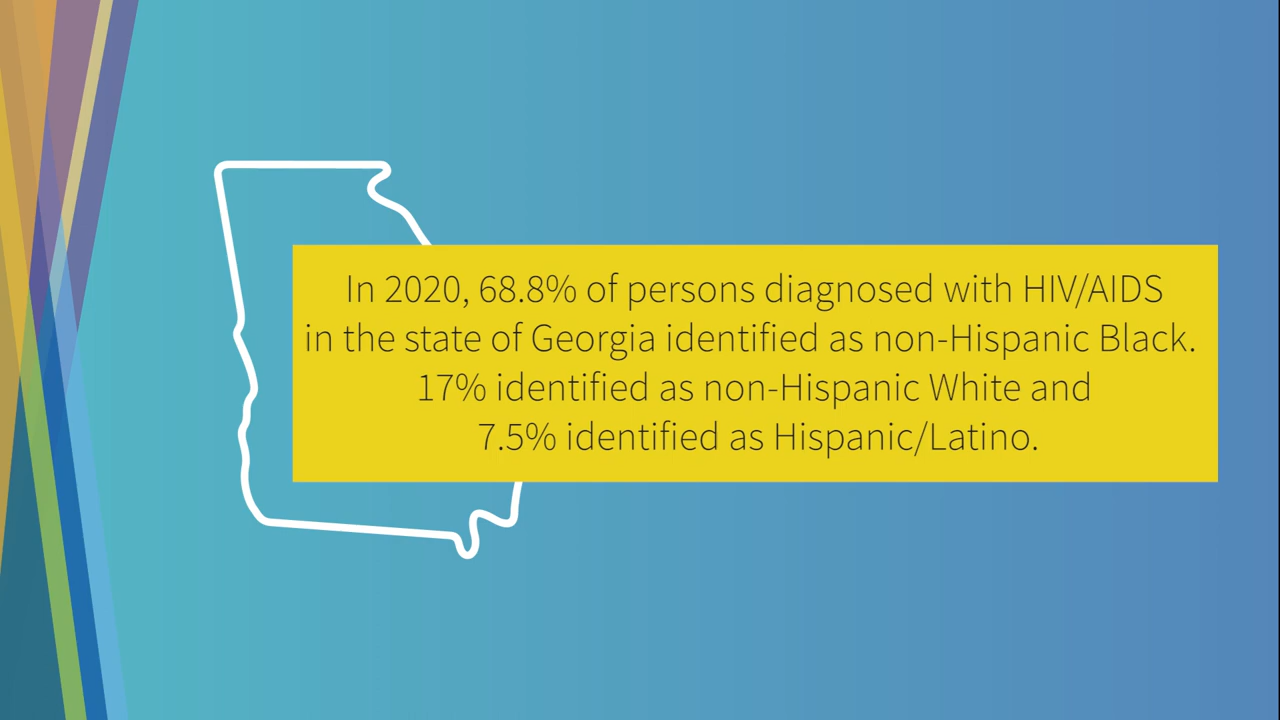 In 2020, 68.8% of persons diagnosed with HIV/AIDS
in the state of Georgia identified as non-Hispanic Black.
17% identified as non-Hispanic White and
7.5% identified as Hispanic/Latino.